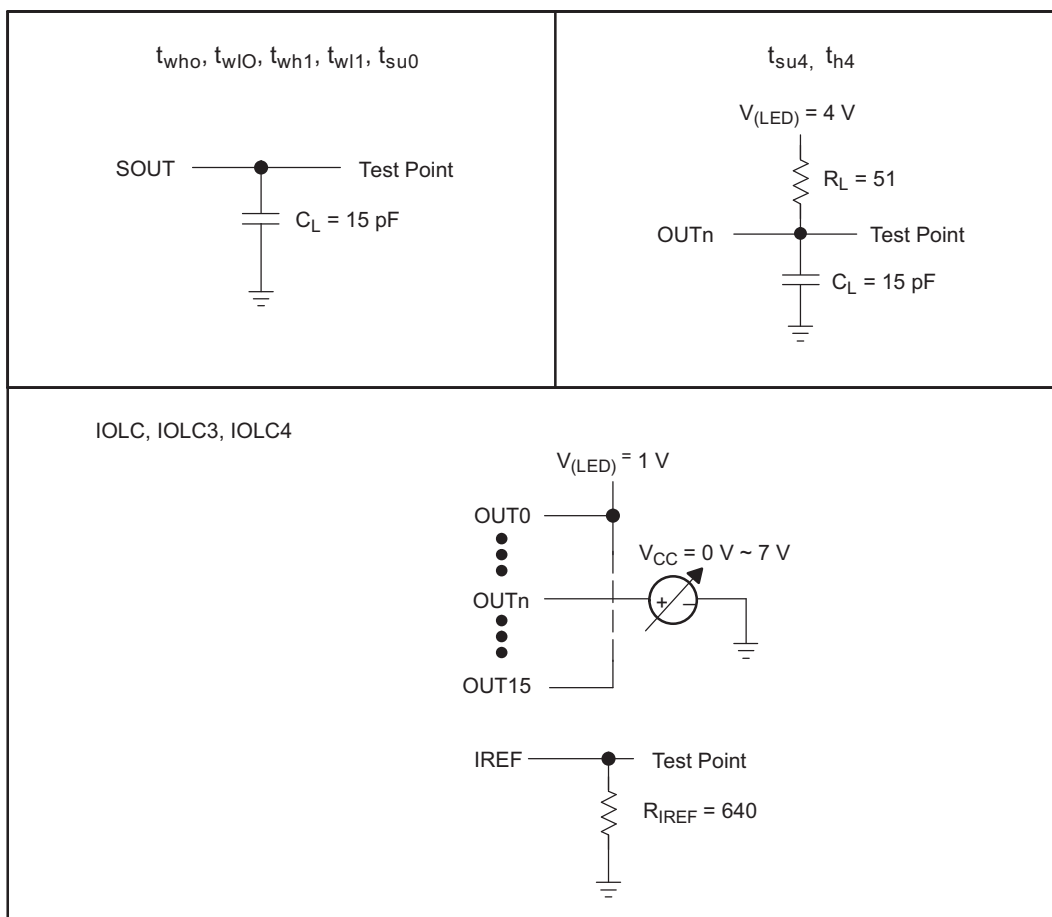 t_who, t_wIO, t_wh1, t_wl1, t_su0
SOUT
Test Point
C_L = 15 pF
t_su4, t_h4
V_(LED) = 4 V
R_L = 51
OUTn
Test Point
C_L = 15 pF
IOLC, IOLC3, IOLC4
V_(LED) = 1 V
OUT0
V_CC = 0 V ~ 7 V
OUTn
+ −
OUT15
IREF
Test Point
R_IREF = 640